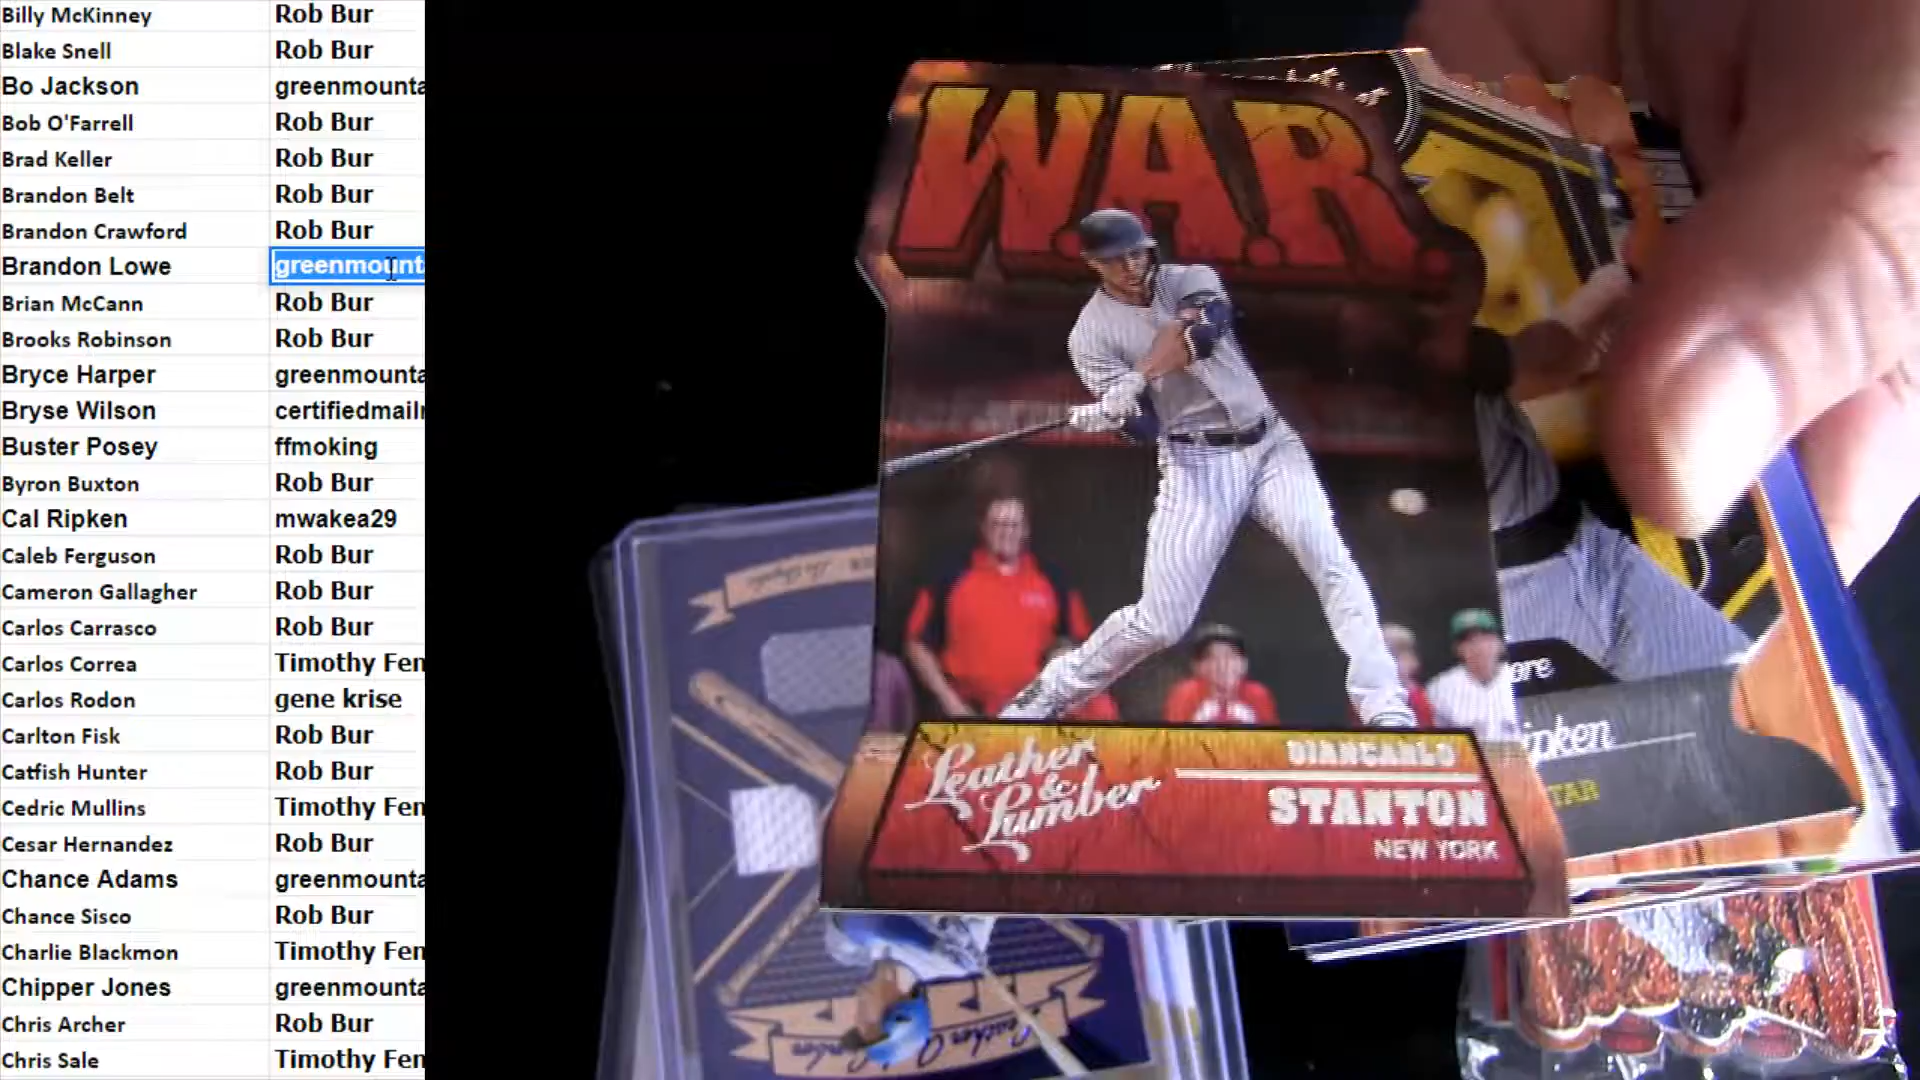 Billy McKinney Rob Bur
Blake Snell Rob Bur
Bo Jackson greenmounta
Bob O'Farrell Rob Bur
Brad Keller Rob Bur
Brandon Belt Rob Bur
Brandon Crawford Rob Bur
Brandon Lowe greenmount
Brian McCann Rob Bur
Brooks Robinson Rob Bur
Bryce Harper greenmounta
Bryse Wilson certifiedmail
Buster Posey ffmoking
Byron Buxton Rob Bur
Cal Ripken mwakea29
Caleb Ferguson Rob Bur
Cameron Gallagher Rob Bur
Carlos Carrasco Rob Bur
Carlos Correa Timothy Fen
Carlos Rodon gene krise
Carlton Fisk Rob Bur
Catfish Hunter Rob Bur
Cedric Mullins Timothy Fen
Cesar Hernandez Rob Bur
Chance Adams greenmounta
Chance Sisco Rob Bur
Charlie Blackmon Timothy Fen
Chipper Jones greenmounta
Chris Archer Rob Bur
Chris Sale Timothy Fen
W.A.R.
Leather & Lumber
GIANCARLO
STANTON
NEW YORK
ore
ipken
TAR